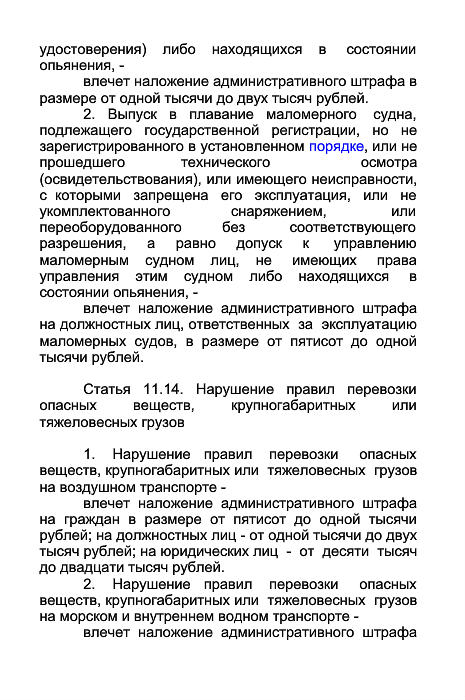 удостоверения) либо находящихся в состоянии
опьянения, -
влечет наложение административного штрафа в
размере от одной тысячи до двух тысяч рублей.
2. Выпуск в плавание маломерного судна,
подлежащего государственной регистрации, но не
зарегистрированного в установленном порядке, или не
прошедшего технического осмотра
(освидетельствования), или имеющего неисправности,
с которыми запрещена его эксплуатация, или не
укомплектованного снаряжением, или
переоборудованного без соответствующего
разрешения, а равно допуск к управлению
маломерным судном лиц, не имеющих права
управления этим судном либо находящихся в
состоянии опьянения, -
влечет наложение административного штрафа
на должностных лиц, ответственных за эксплуатацию
маломерных судов, в размере от пятисот до одной
тысячи рублей.
Статья 11.14. Нарушение правил перевозки
опасных веществ, крупногабаритных или
тяжеловесных грузов
1. Нарушение правил перевозки опасных
веществ, крупногабаритных или тяжеловесных грузов
на воздушном транспорте -
влечет наложение административного штрафа
на граждан в размере от пятисот до одной тысячи
рублей; на должностных лиц - от одной тысячи до двух
тысяч рублей; на юридических лиц - от десяти тысяч
до двадцати тысяч рублей.
2. Нарушение правил перевозки опасных
веществ, крупногабаритных или тяжеловесных грузов
на морском и внутреннем водном транспорте -
влечет наложение административного штрафа